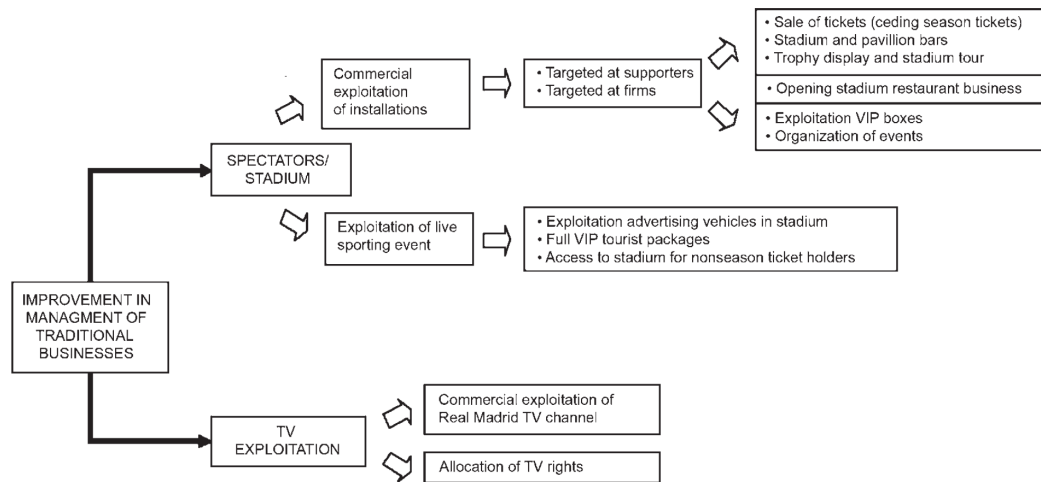 • Sale of tickets (ceding season tickets)
• Stadium and pavillion bars
• Trophy display and stadium tour
• Opening stadium restaurant business
• Exploitation VIP boxes
• Organization of events
Commercial
exploitation
of installations
• Targeted at supporters
• Targeted at firms
SPECTATORS/
STADIUM
Exploitation of live
sporting event
• Exploitation advertising vehicles in stadium
• Full VIP tourist packages
• Access to stadium for nonseason ticket holders
IMPROVEMENT IN
MANAGMENT OF
TRADITIONAL
BUSINESSES
TV
EXPLOITATION
Commercial exploitation of
Real Madrid TV channel
Allocation of TV rights